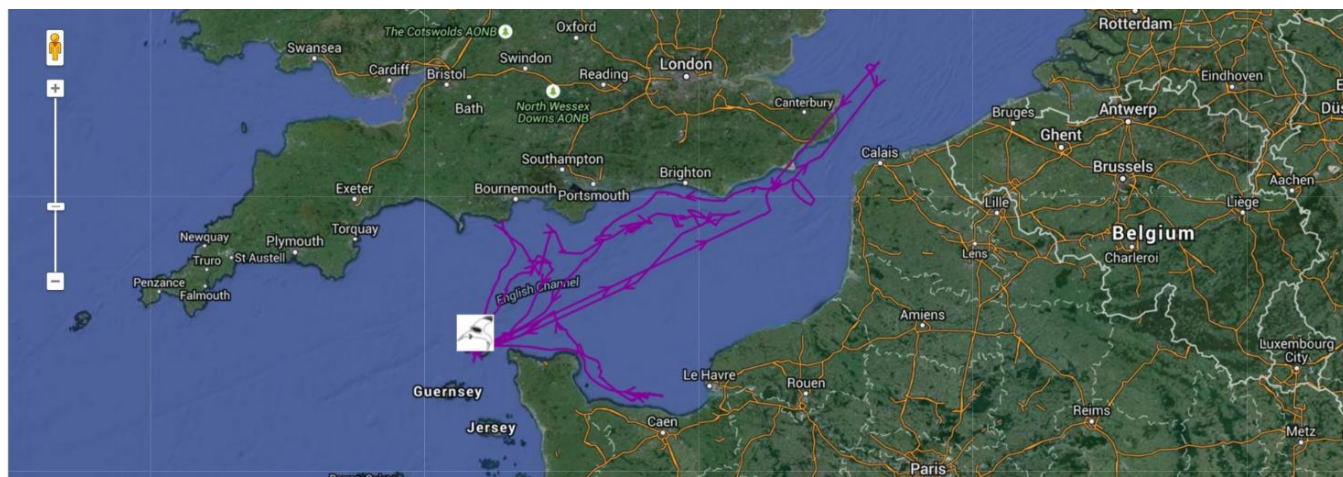 Rotterdam
Oxford
The Cotswolds AONB
Swansea
Swindon
London
Cardiff
Bristol
Reading
Eindhoven
Bath
North Wessex
Downs AONB
Canterbury
Bruges
Antwerp
Düs
Ghent
Southampton
Calais
Brussels
Brighton
Aachen
Exeter
Bournemouth
Portsmouth
Lille
Liege
Torquay
Newquay
Plymouth
Belgium
Truro
St Austell
Lens
Charleroi
Penzance
Falmouth
English Channel
Amiens
Luxembourg
City
Le Havre
Rouen
Guernsey
Reims
Jersey
Caen
Metz
Paris